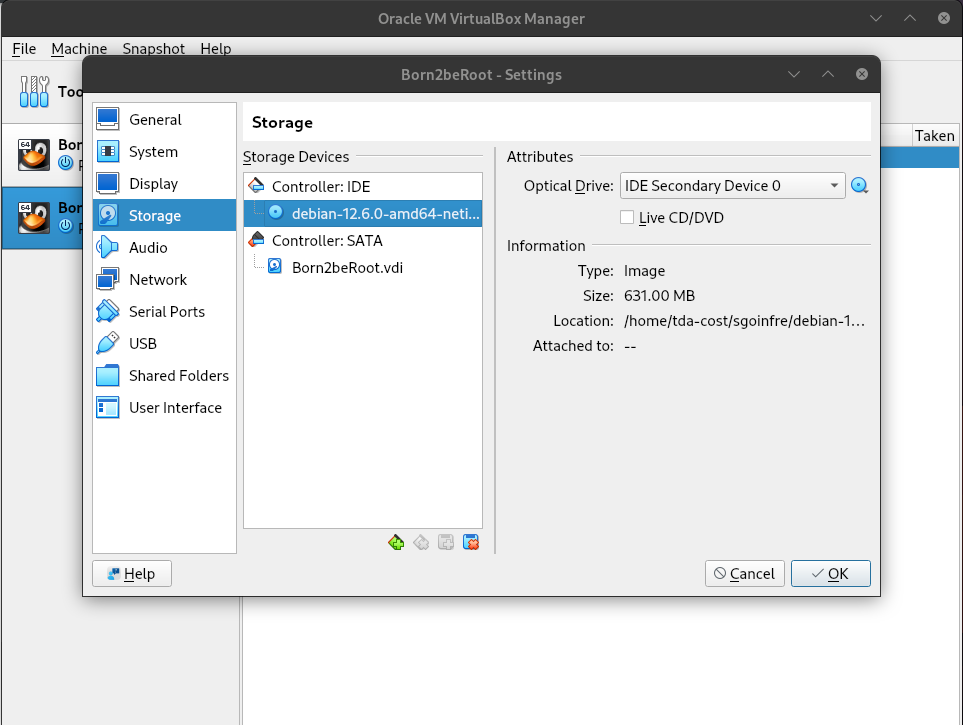 Oracle VM VirtualBox Manager
File Machine Snapshot Help
Born2beRoot - Settings
Taken
64
64
General
System
Display
Storage
Audio
Network
Serial Ports
USB
Shared Folders
User Interface
Storage
Storage Devices
Controller: IDE
debian-12.6.0-amd64-neti...
Controller: SATA
Born2beRoot.vdi
Attributes
Optical Drive: IDE Secondary Device 0
Live CD/DVD
Information
Type: Image
Size: 631.00 MB
Location: /home/tda-cost/sgoinfre/debian-1...
Attached to: --
Help
Cancel
OK